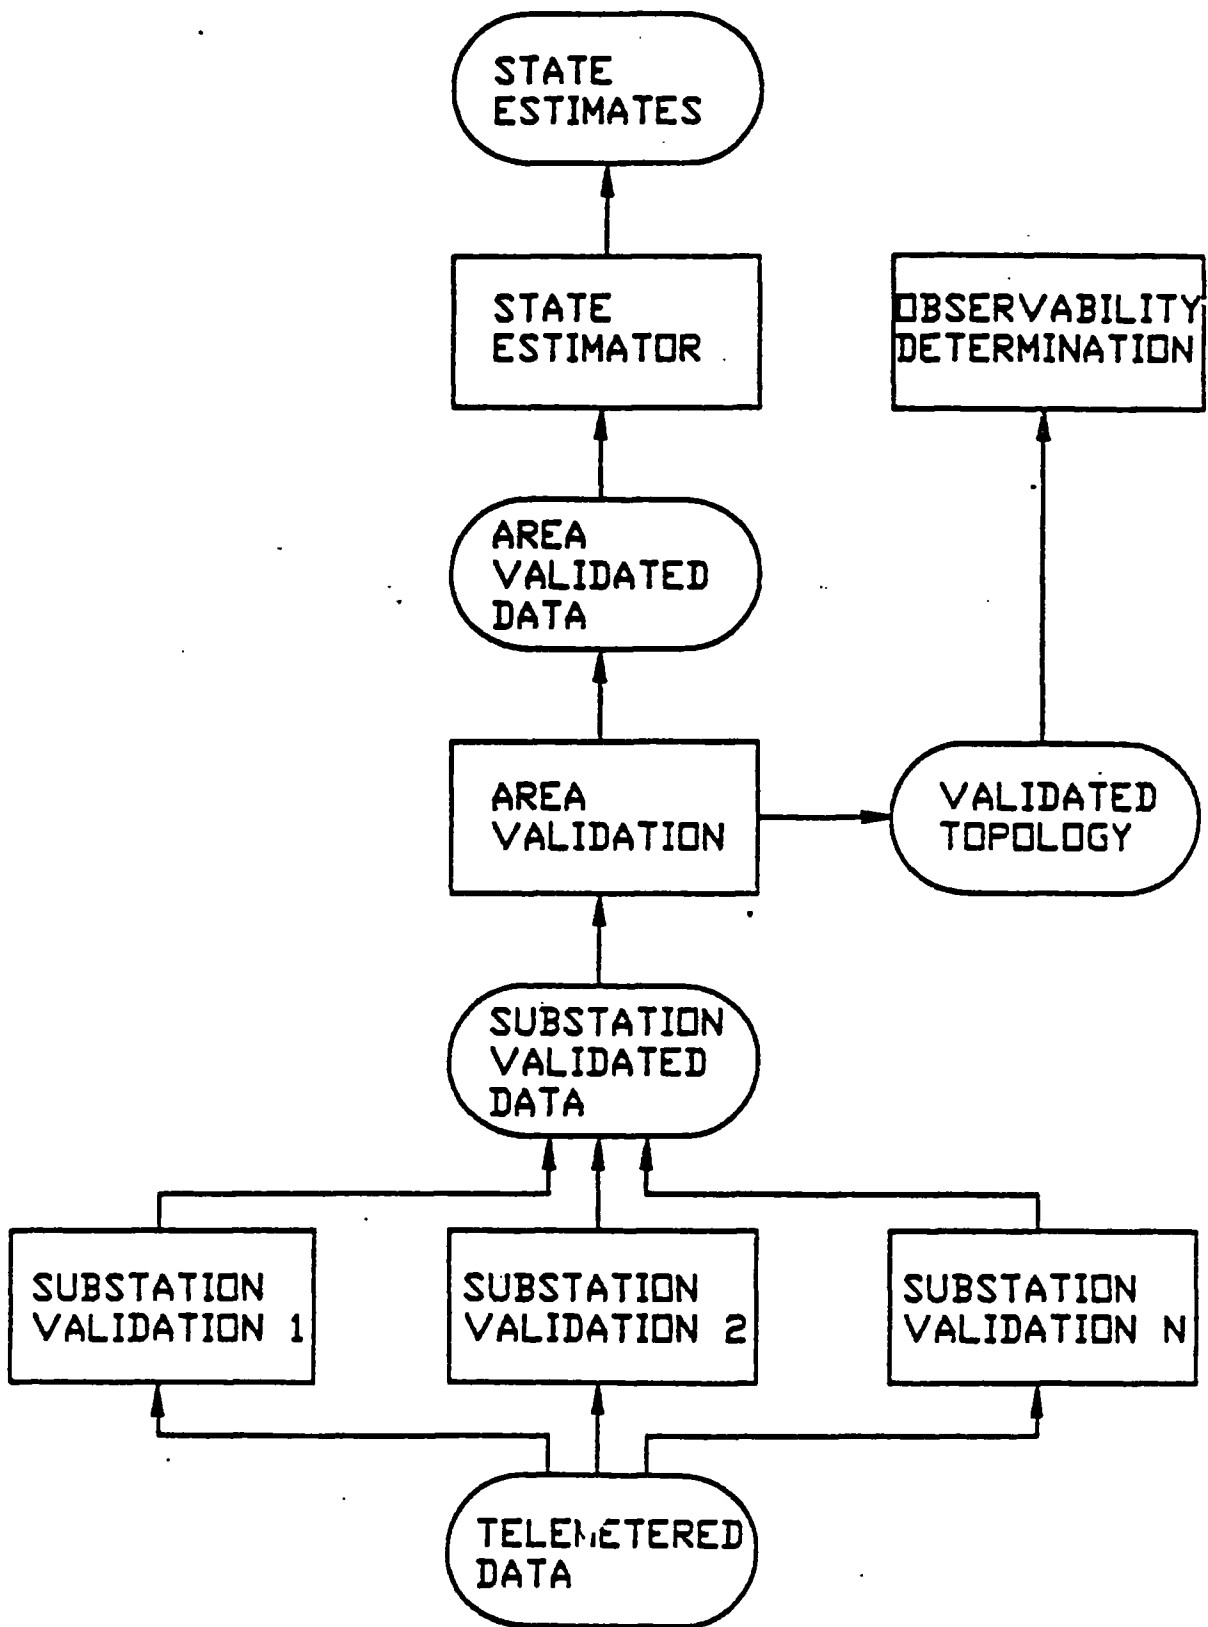 STATE
ESTIMATES
STATE
ESTIMATOR
OBSERVABILITY
DETERMINATION
AREA
VALIDATED
DATA
AREA
VALIDATION
VALIDATED
TOPOLOGY
SUBSTATION
VALIDATED
DATA
SUBSTATION
VALIDATION 1
SUBSTATION
VALIDATION 2
SUBSTATION
VALIDATION N
TELEMETERED
DATA